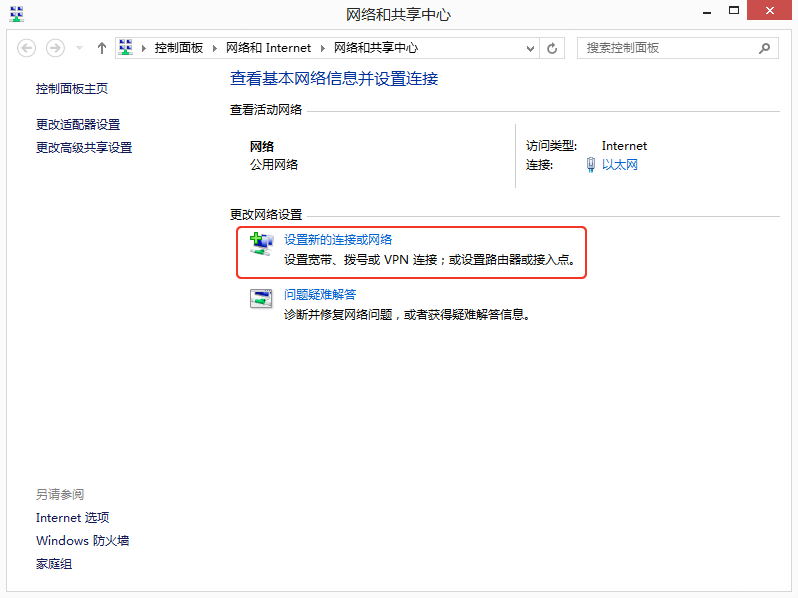 网络和共享中心
控制面板 网络和 Internet 网络和共享中心 搜索控制面板
控制面板主页
更改适配器设置
更改高级共享设置
查看基本网络信息并设置连接
查看活动网络
网络
公用网络
访问类型: Internet
连接: 以太网
更改网络设置
设置新的连接或网络
设置宽带、拨号或 VPN 连接；或设置路由器或接入点。
问题疑难解答
诊断并修复网络问题，或者获得疑难解答信息。
另请参阅
Internet 选项
Windows 防火墙
家庭组